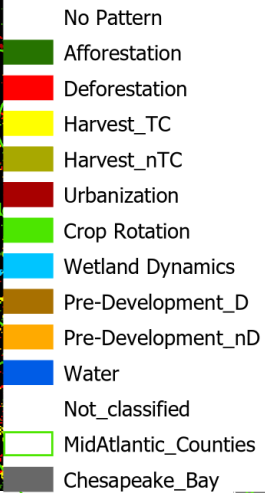 No Pattern
Afforestation
Deforestation
Harvest_TC
Harvest_nTC
Urbanization
Crop Rotation
Wetland Dynamics
Pre-Development_D
Pre-Development_nD
Water
Not_classified
MidAtlantic_Counties
Chesapeake_Bay